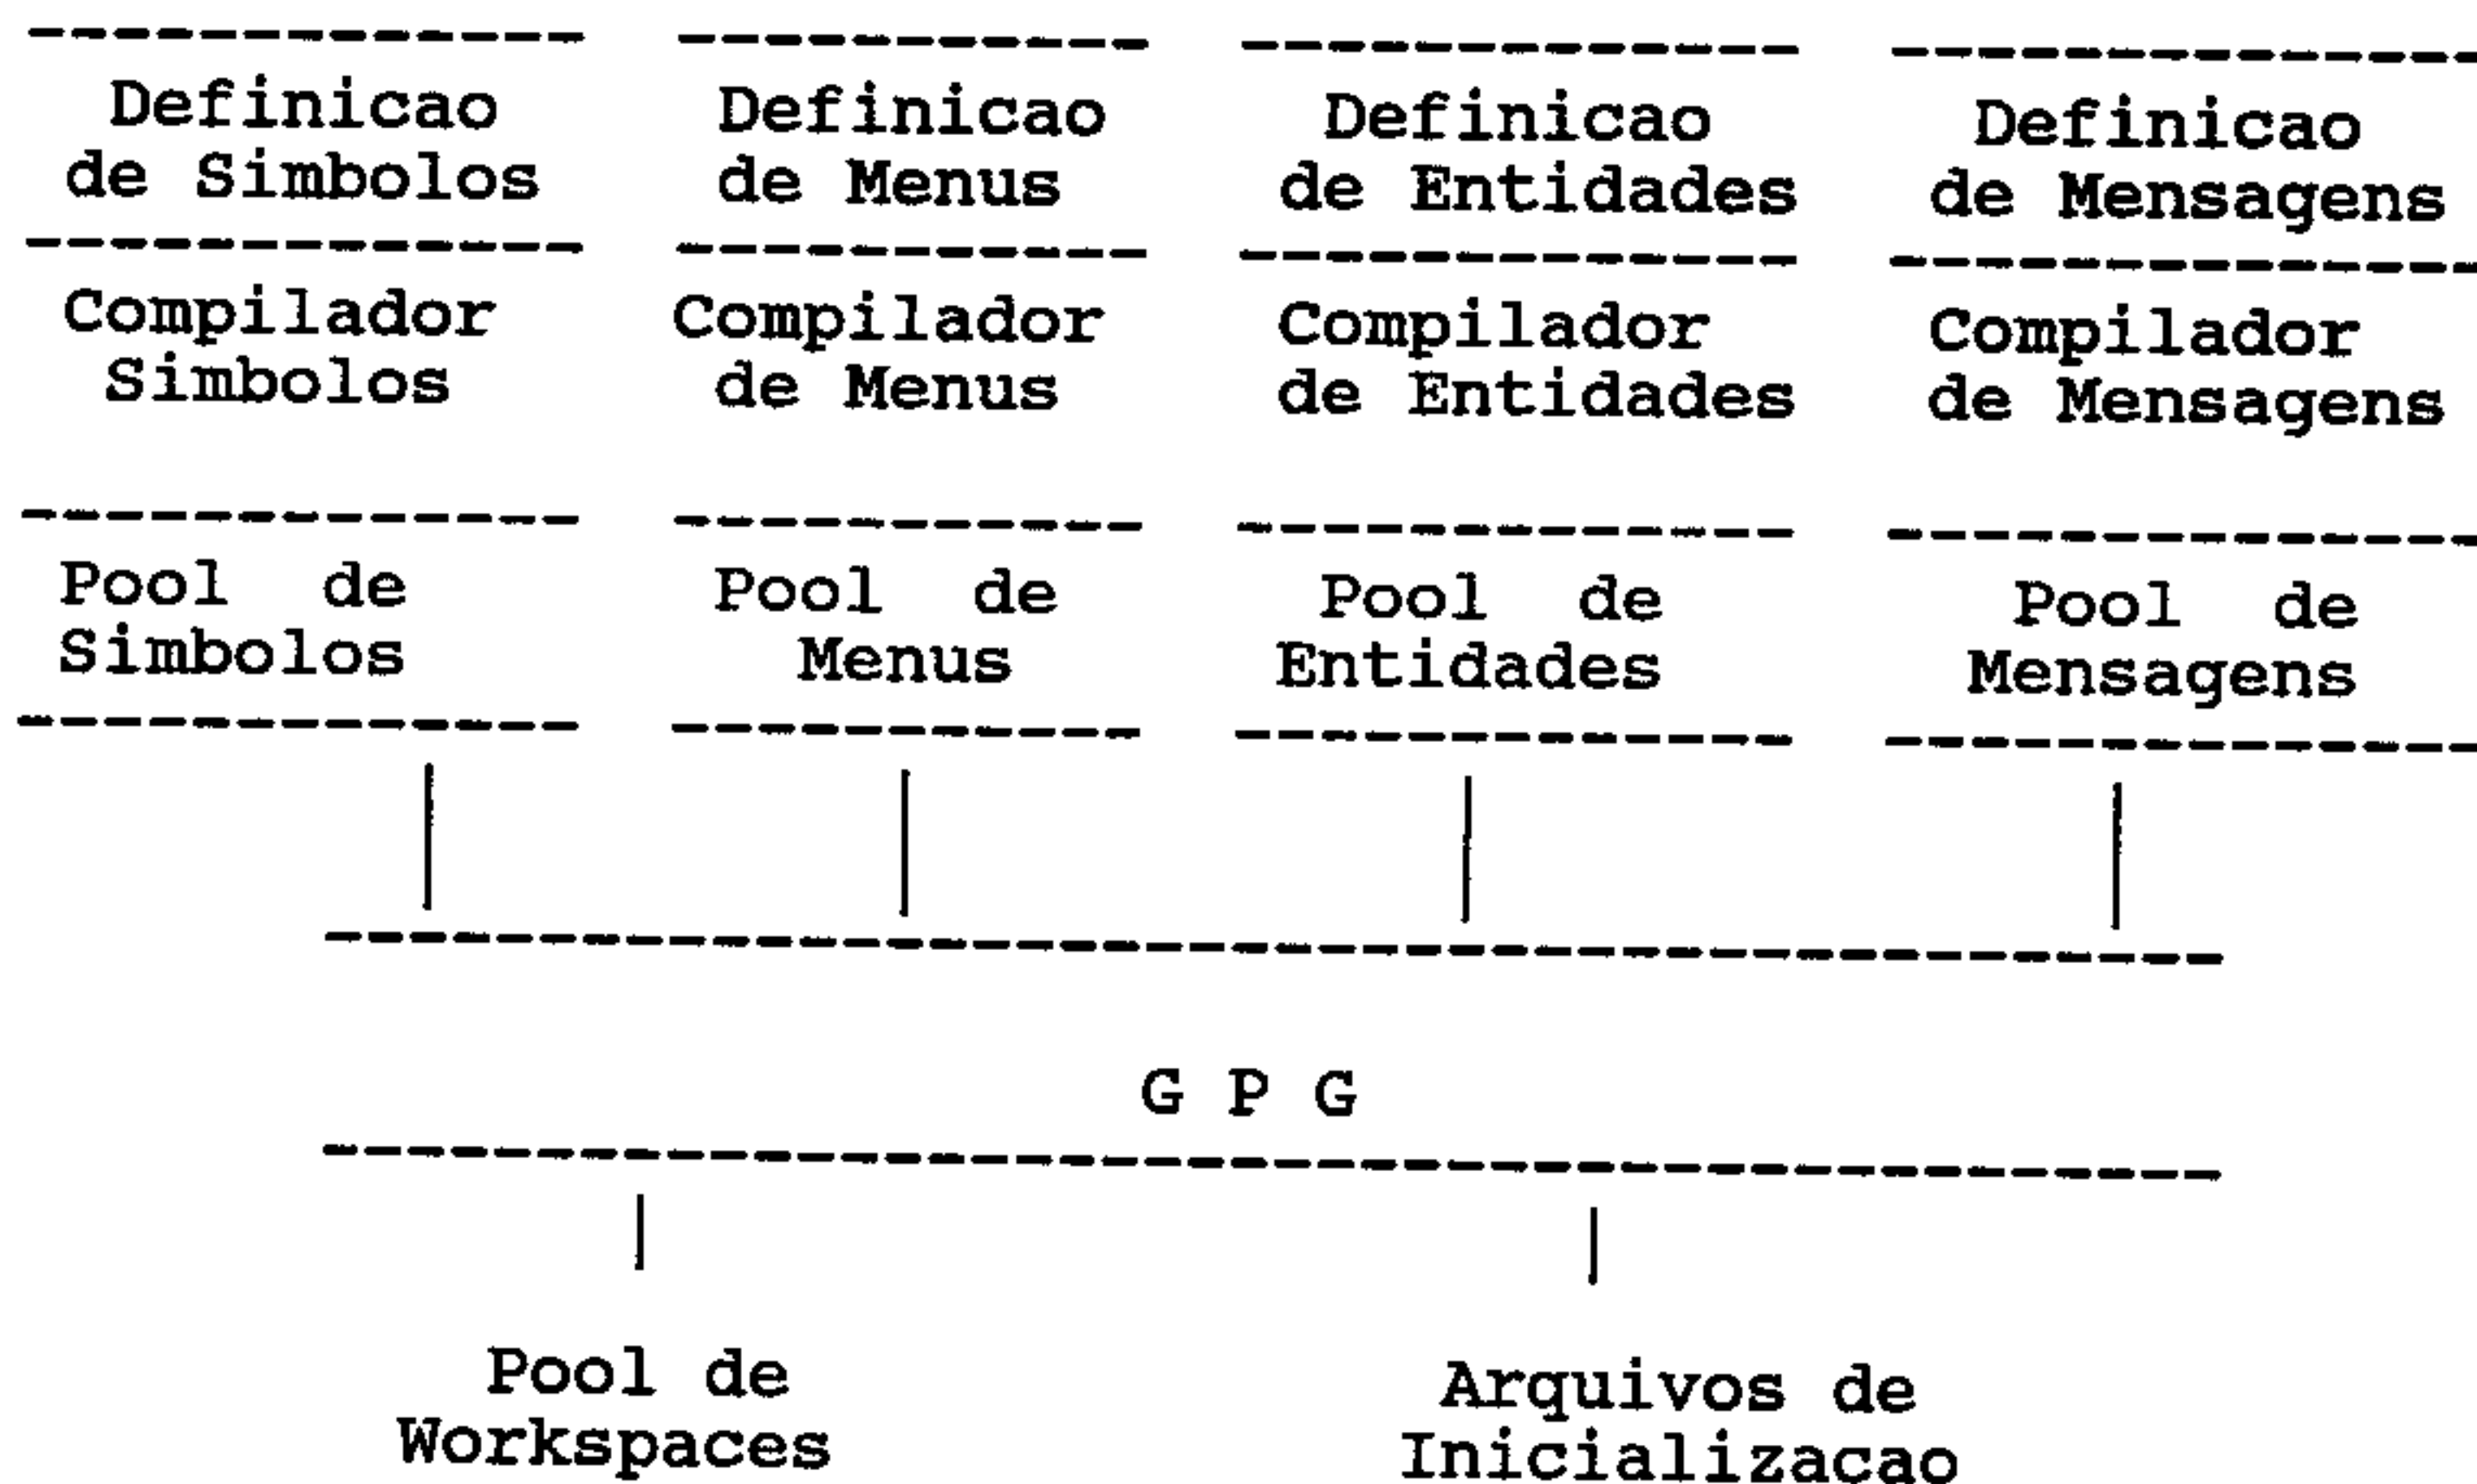 Definicao
de Simbolos
Definicao
de Menus
Definicao
de Entidades
Definicao
de Mensagens
Compilador
Simbolos
Compilador
de Menus
Compilador
de Entidades
Compilador
de Mensagens
Pool de
Simbolos
Pool de
Menus
Pool de
Entidades
Pool de
Mensagens
G P G
Pool de
Workspaces
Arquivos de
Inicializacao